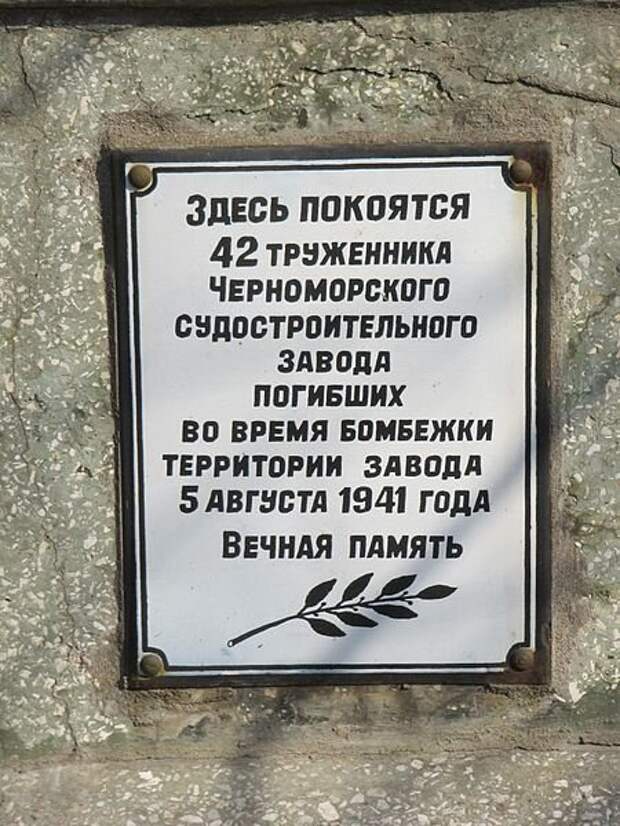 Здесь покоятся
42 труженника
Черноморского
судостроительного
завода
погибших
во время бомбежки
территории завода
5 августа 1941 года
Вечная память